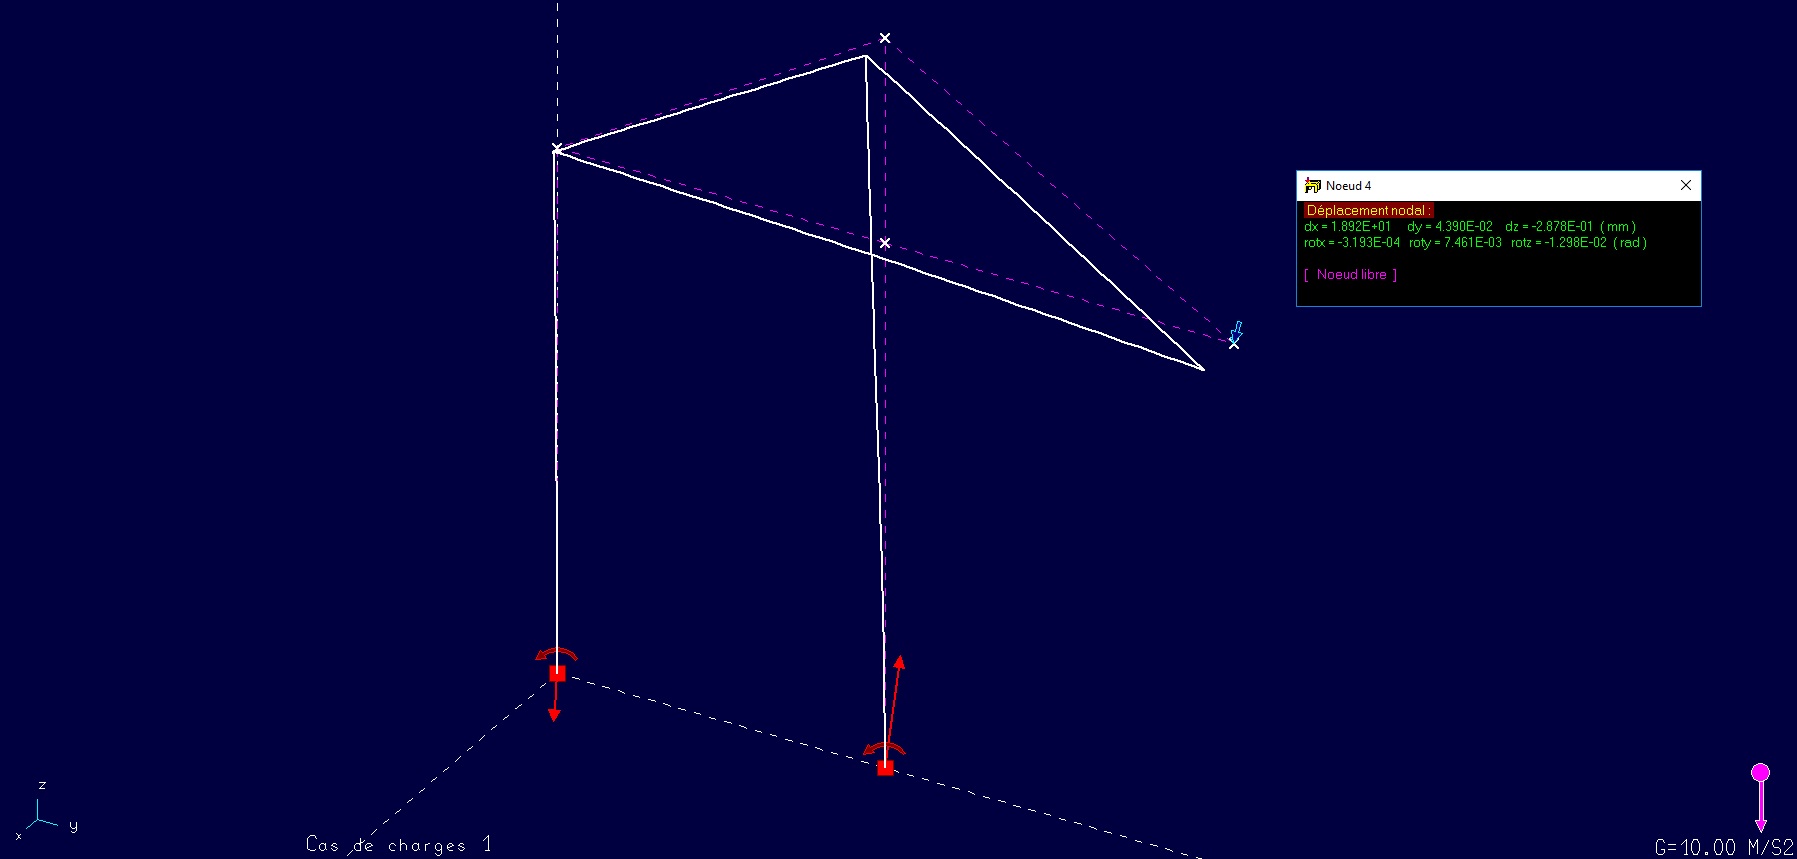 Noeud 4
Déplacement nodal :
dx = 1.892E+01 dy = 4.390E-02 dz = -2.878E-01 ( mm )
rotx = -3.193E-04 roty = 7.461E-03 rotz = -1.298E-02 ( rad )
[ Noeud libre ]
z
x
y
Cas de charges 1
G=10.00 M/S2